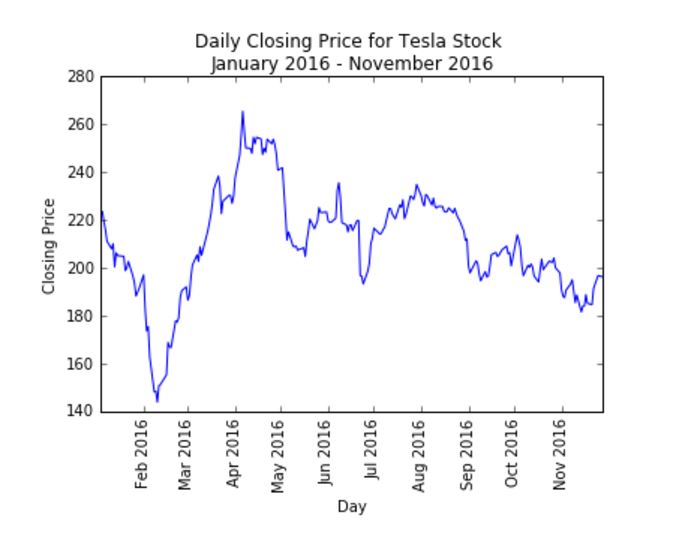 Daily Closing Price for Tesla Stock
January 2016 - November 2016
280
260
240
220
200
180
160
140
Closing Price
Feb 2016
Mar 2016
Apr 2016
May 2016
Jun 2016
Jul 2016
Aug 2016
Sep 2016
Oct 2016
Nov 2016
Day